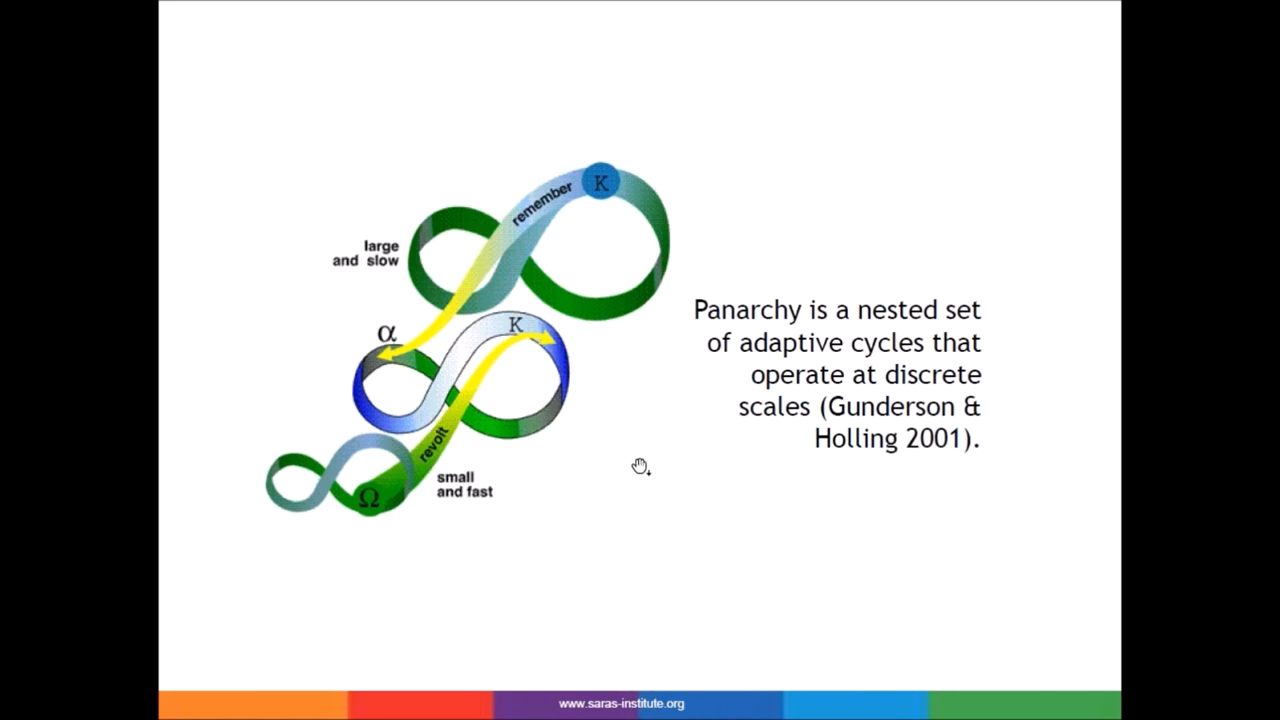 remember
K
large
and slow
α
K
revolt
small
and fast
Ω
Panarchy is a nested set
of adaptive cycles that
operate at discrete
scales (Gunderson &
Holling 2001).
www.saras-institute.org